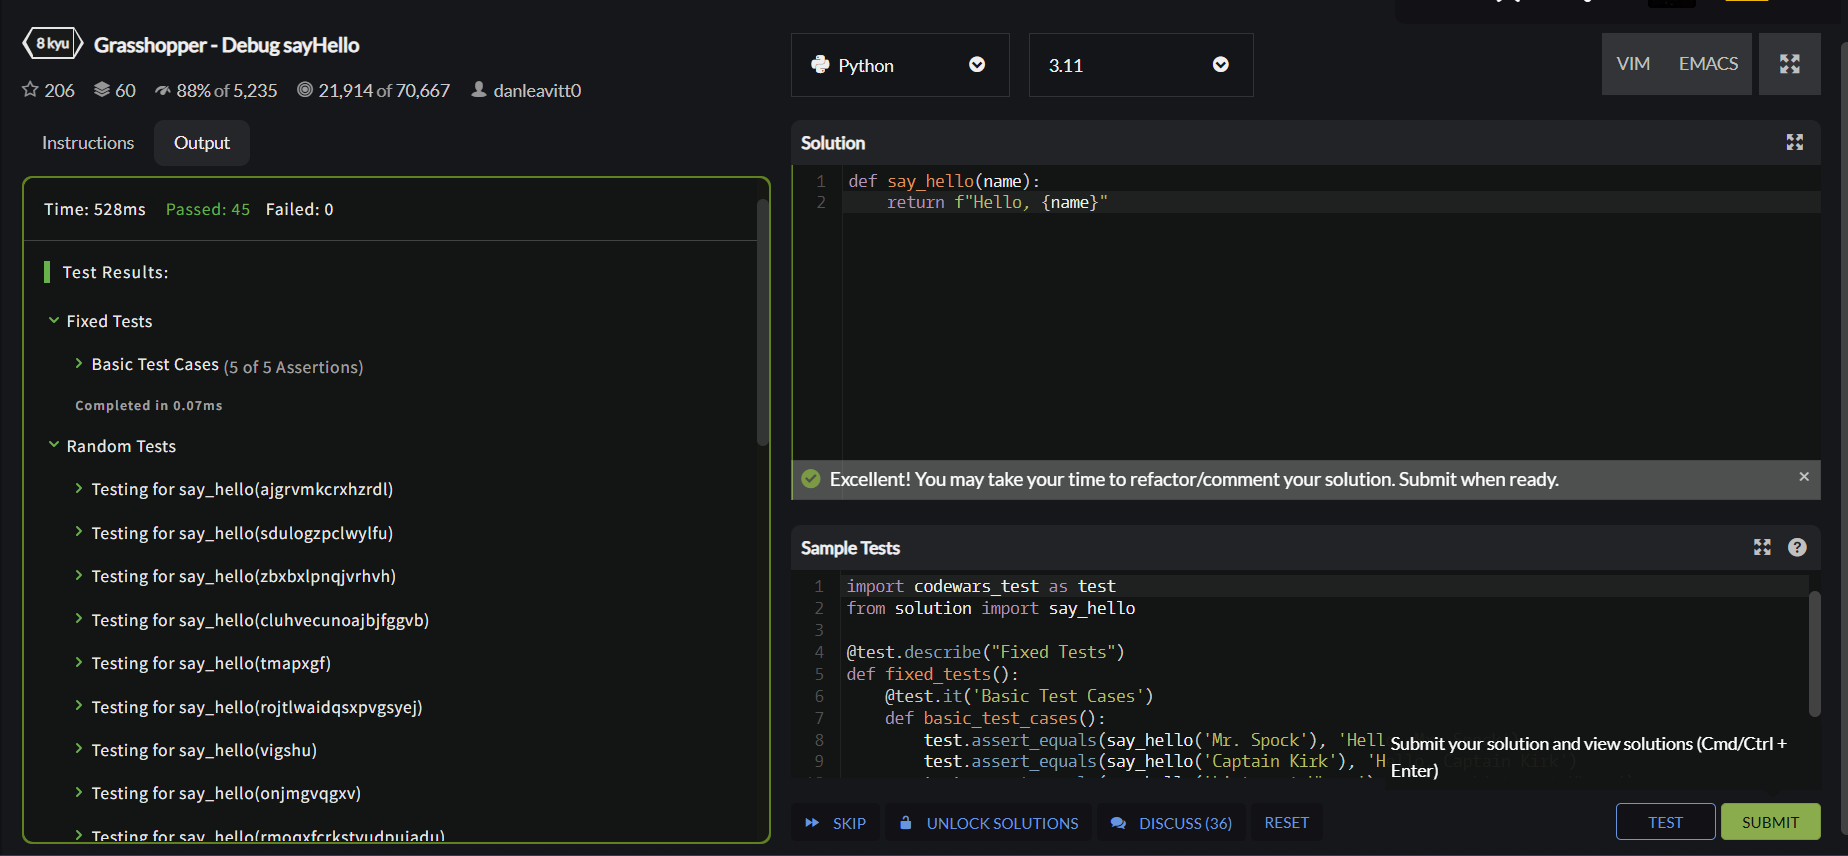 8 kyu Grasshopper - Debug sayHello
206 60 88% of 5,235 21,914 of 70,667 danleavitt0
Instructions Output
Time: 528ms Passed: 45 Failed: 0
Test Results:
Fixed Tests
Basic Test Cases (5 of 5 Assertions)
Completed in 0.07ms
Random Tests
Testing for say_hello(ajgrvmkcrxhzrdl)
Testing for say_hello(sdulogzpclwylfu)
Testing for say_hello(zbxbxlpnqjvrhvh)
Testing for say_hello(cluhvecunoajbjfggvb)
Testing for say_hello(tmapxgf)
Testing for say_hello(rojtlwaidqsxpvgsyej)
Testing for say_hello(vigshu)
Testing for say_hello(onjmgvqgxv)
Testing for
Python 3.11 VIM EMACS
Solution
1 def say_hello(name):
2 return f"Hello, {name}"
Excellent! You may take your time to refactor/comment your solution. Submit when ready.
Sample Tests
1 import codewars_test as test
2 from solution import say_hello
3
4 @test.describe("Fixed Tests")
5 def fixed_tests():
6 @test.it('Basic Test Cases')
7 def basic_test_cases():
8 test.assert_equals(say_hello('Mr. Spock'), 'Hell
9 test.assert_equals(say_hello('Captain Kirk'), 'H
Submit your solution and view solutions (Cmd/Ctrl +
Enter)
SKIP UNLOCK SOLUTIONS DISCUSS (36) RESET TEST SUBMIT